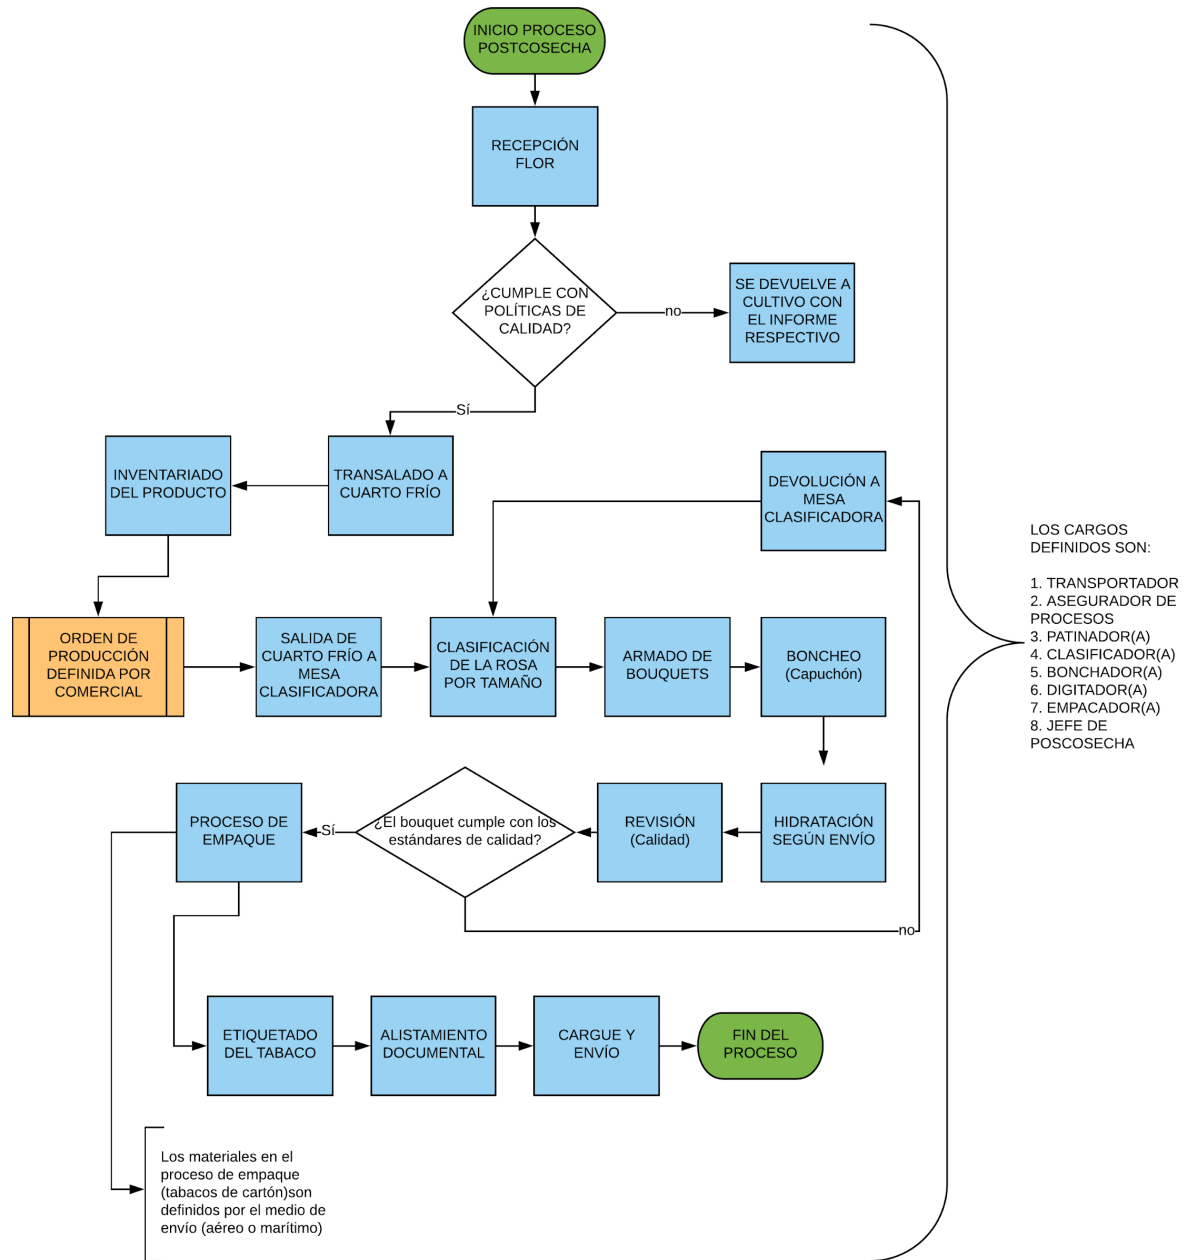 INICIO PROCESO
POSTCOSECHA
RECEPCIÓN
FLOR
¿CUMPLE CON
POLÍTICAS DE
CALIDAD?
no
SE DEVUELVE A
CULTIVO CON
EL INFORME
RESPECTIVO
Sí
INVENTARIADO
DEL PRODUCTO
TRANSALADO A
CUARTO FRÍO
DEVOLUCIÓN A
MESA
CLASIFICADORA
ORDEN DE
PRODUCCIÓN
DEFINIDA POR
COMERCIAL
SALIDA DE
CUARTO FRÍO A
MESA
CLASIFICADORA
CLASIFICACIÓN
DE LA ROSA
POR TAMAÑO
ARMADO DE
BOUQUETS
BONCHEO
(Capuchón)
PROCESO DE
EMPAQUE
Sí
¿El bouquet cumple con los
estándares de calidad?
REVISIÓN
(Calidad)
HIDRATACIÓN
SEGÚN ENVÍO
no
ETIQUETADO
DEL TABACO
ALISTAMIENTO
DOCUMENTAL
CARGUE Y
ENVÍO
FIN DEL
PROCESO
Los materiales en el
proceso de empaque
(tabacos de cartón)son
definidos por el medio de
envío (aéreo o marítimo)
LOS CARGOS
DEFINIDOS SON:
1. TRANSPORTADOR
2. ASEGURADOR DE
PROCESOS
3. PATINADOR(A)
4. CLASIFICADOR(A)
5. BONCHADOR(A)
6. DIGITADOR(A)
7. EMPACADOR(A)
8. JEFE DE
POSCOSECHA